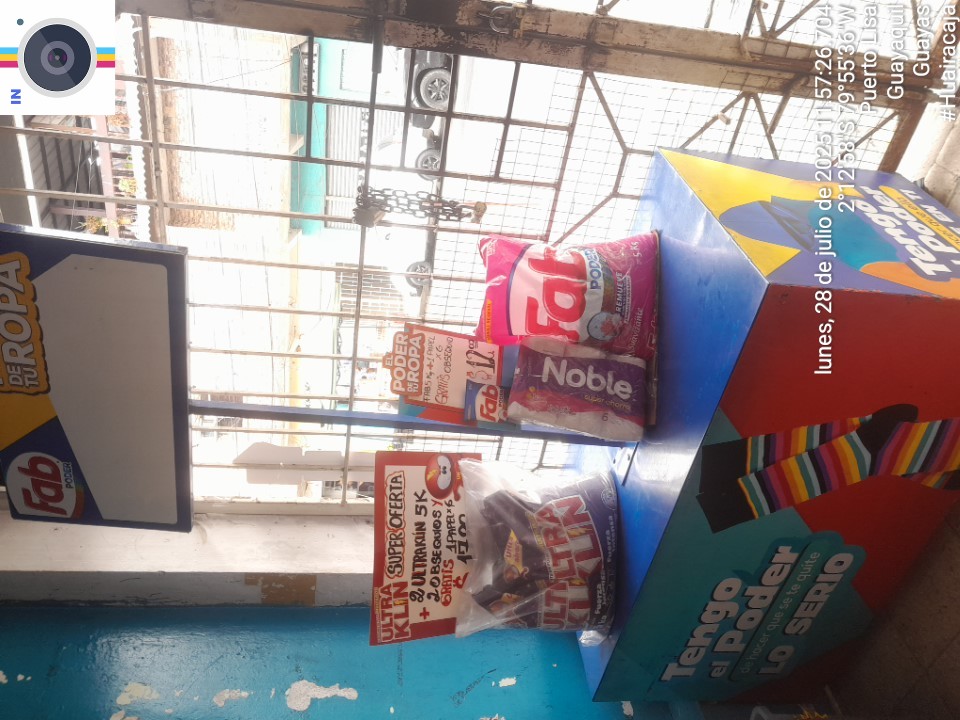 IN
Fab
PODER
DE
TU ROPA
ULTRA
KLIN
SUPER OFERTA
+ 2 ULTRAKLIN 5K
2 OBSEQUIOS Y
GRATIS 1 PAPEL x 6
$ 17,00
EL
PODER
DE TU ROPA
FAB 5 Kg + 1 PAPEL
x 6
GRATIS OBSEQUIO
$ 12
Fab
ULTRA
KLIN
Noble
Fab
PODER
REMUEVE
Suavizante
5 Kg
Tengo
el Poder
de hacer que se te quite
LO SERIO
Tengo
el Poder
EN TI
lunes, 28 de julio de 2025 11:57:26.704
2°12'58"S 79°55'36"W
Puerto Lisa
Guayaquil
Guayas
#Huairacaja